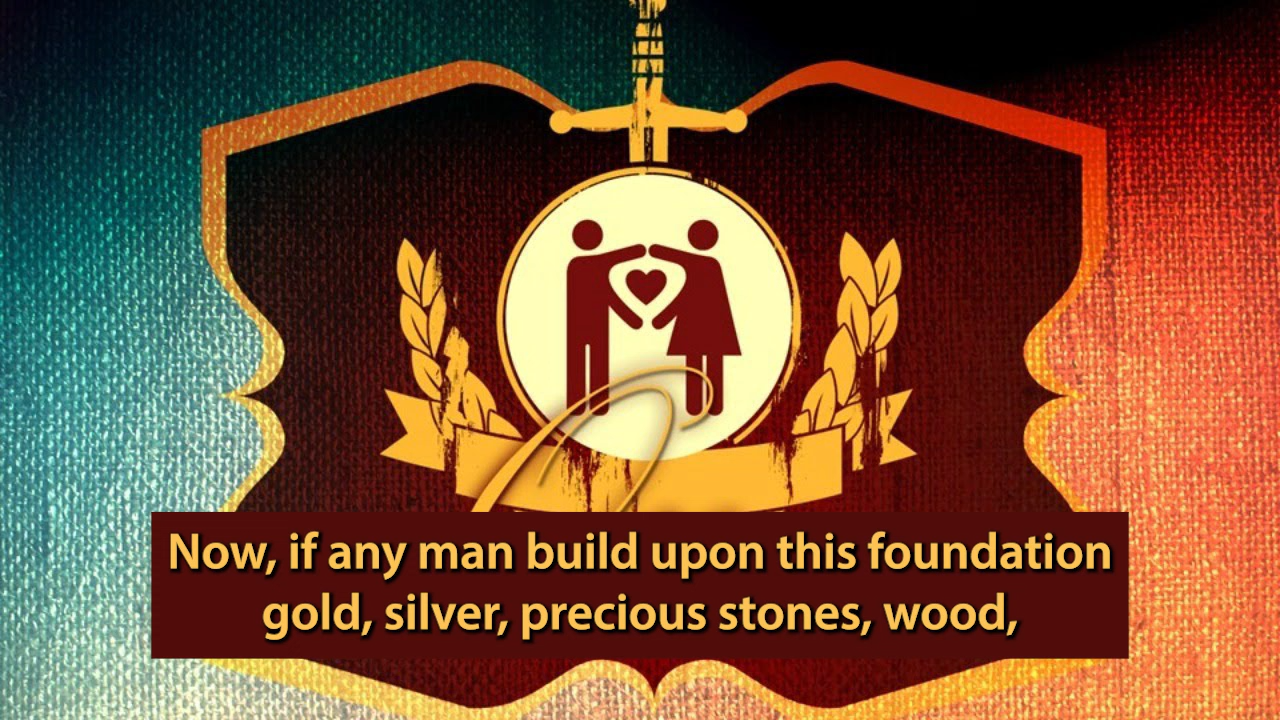 Now, if any man build upon this foundation
gold, silver, precious stones, wood,